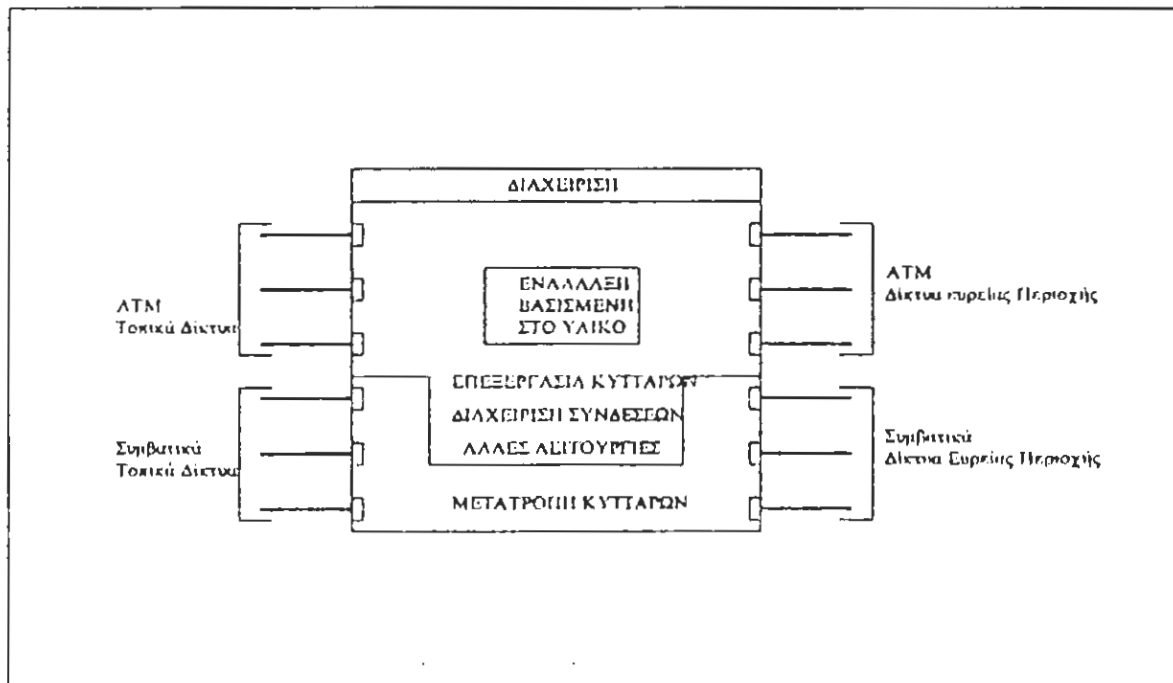 ΔΙΑΧΕΙΡΙΣΗ
ΑΤΜ
Τοπικά Δίκτυα
ΕΝΑΛΛΑΞΗ
ΒΑΣΙΣΜΕΝΗ
ΣΤΟ ΥΛΙΚΟ
ΑΤΜ
Δίκτυα ευρείας Περιοχής
ΕΠΕΞΕΡΓΑΣΙΑ ΚΥΤΤΑΡΩΝ
ΔΙΑΧΕΙΡΙΣΗ ΣΥΝΔΕΣΕΩΝ
ΑΛΛΕΣ ΛΕΙΤΟΥΡΓΙΕΣ
ΜΕΤΑΤΡΟΠΗ ΚΥΤΤΑΡΩΝ
Συμβατικά
Τοπικά Δίκτυα
Συμβατικά
Δίκτυα Ευρείας Περιοχής